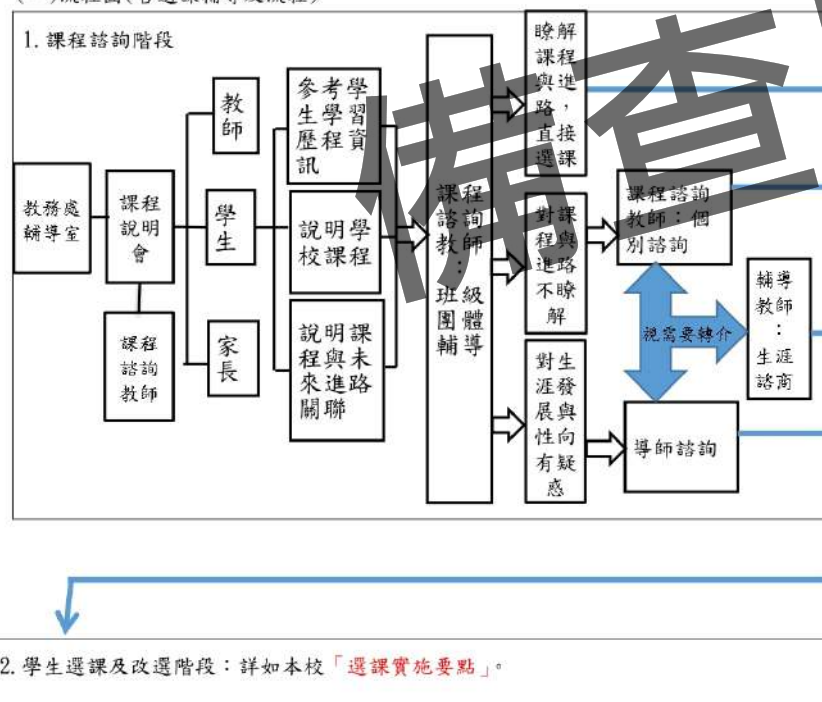 1.課程諮詢階段
教務處
輔導室
課程
說明
會
課程
諮詢
教師
教
師
學
生
家
長
參考學
生學習
歷程資
訊
說明學
校課程
說明課
程與未
來進路
關聯
課程
諮詢
教師
：
班級
團體
輔導
瞭解
課程
與進
路，
直接
選課
對課
程與
進路
不瞭
解
對生
涯發
展與
性向
有疑
惑
課程諮詢
教師：個
別諮詢
視需要轉介
導師諮詢
輔導
教師
：
生涯
諮商
備查
2.學生選課及改選階段：詳如本校「選課實施要點」。